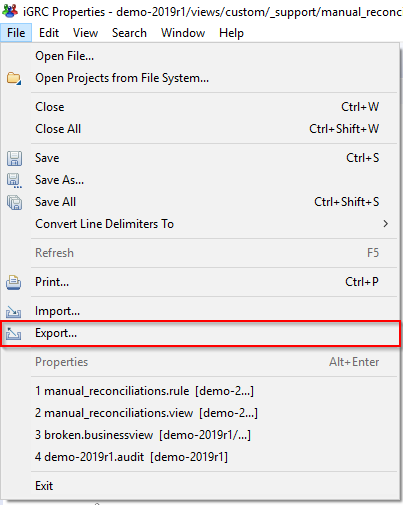 iGRC Properties - demo-2019r1/views/custom/_support/manual_reconc
File Edit View Search Window Help
Open File...
Open Projects from File System...
Close Ctrl+W
Close All Ctrl+Shift+W
Save Ctrl+S
Save As...
Save All Ctrl+Shift+S
Convert Line Delimiters To
Refresh F5
Print... Ctrl+P
Import...
Export...
Properties Alt+Enter
1 manual_reconciliations.rule [demo-2...]
2 manual_reconciliations.view [demo-2...]
3 broken.businessview [demo-2019r1/...]
4 demo-2019r1.audit [demo-2019r1]
Exit